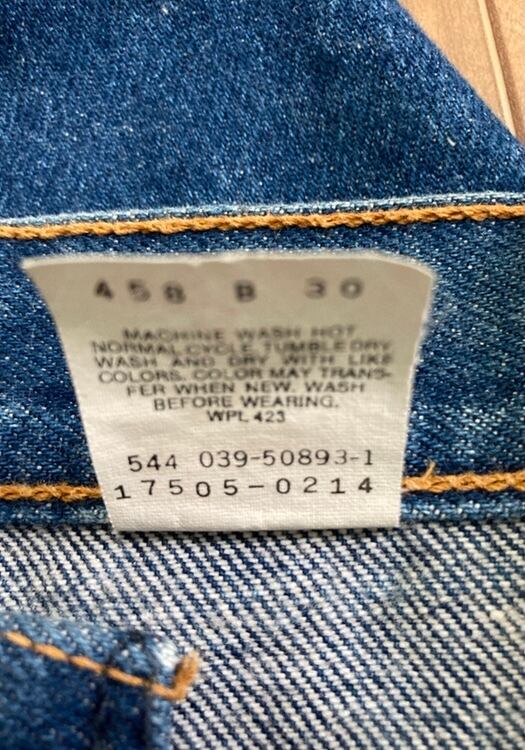 458 B 30
MACHINE WASH HOT
NORMAL CYCLE. TUMBLE DRY.
WASH AND DRY WITH LIKE
COLORS. COLOR MAY TRANS-
FER WHEN NEW. WASH
BEFORE WEARING.
WPL 423
544 039-50893-1
17505-0214